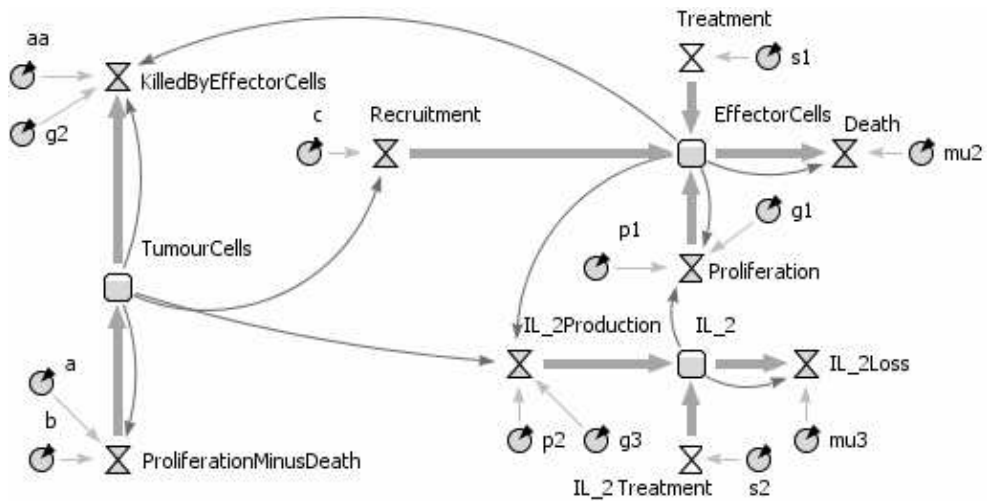 Treatment
aa
s1
KilledByEffectorCells
g2
c
Recruitment
EffectorCells
Death
mu2
g1
p1
TumourCells
Proliferation
IL_2Production
IL_2
a
IL_2Loss
b
p2
g3
mu3
ProliferationMinusDeath
IL_2 Treatment
s2